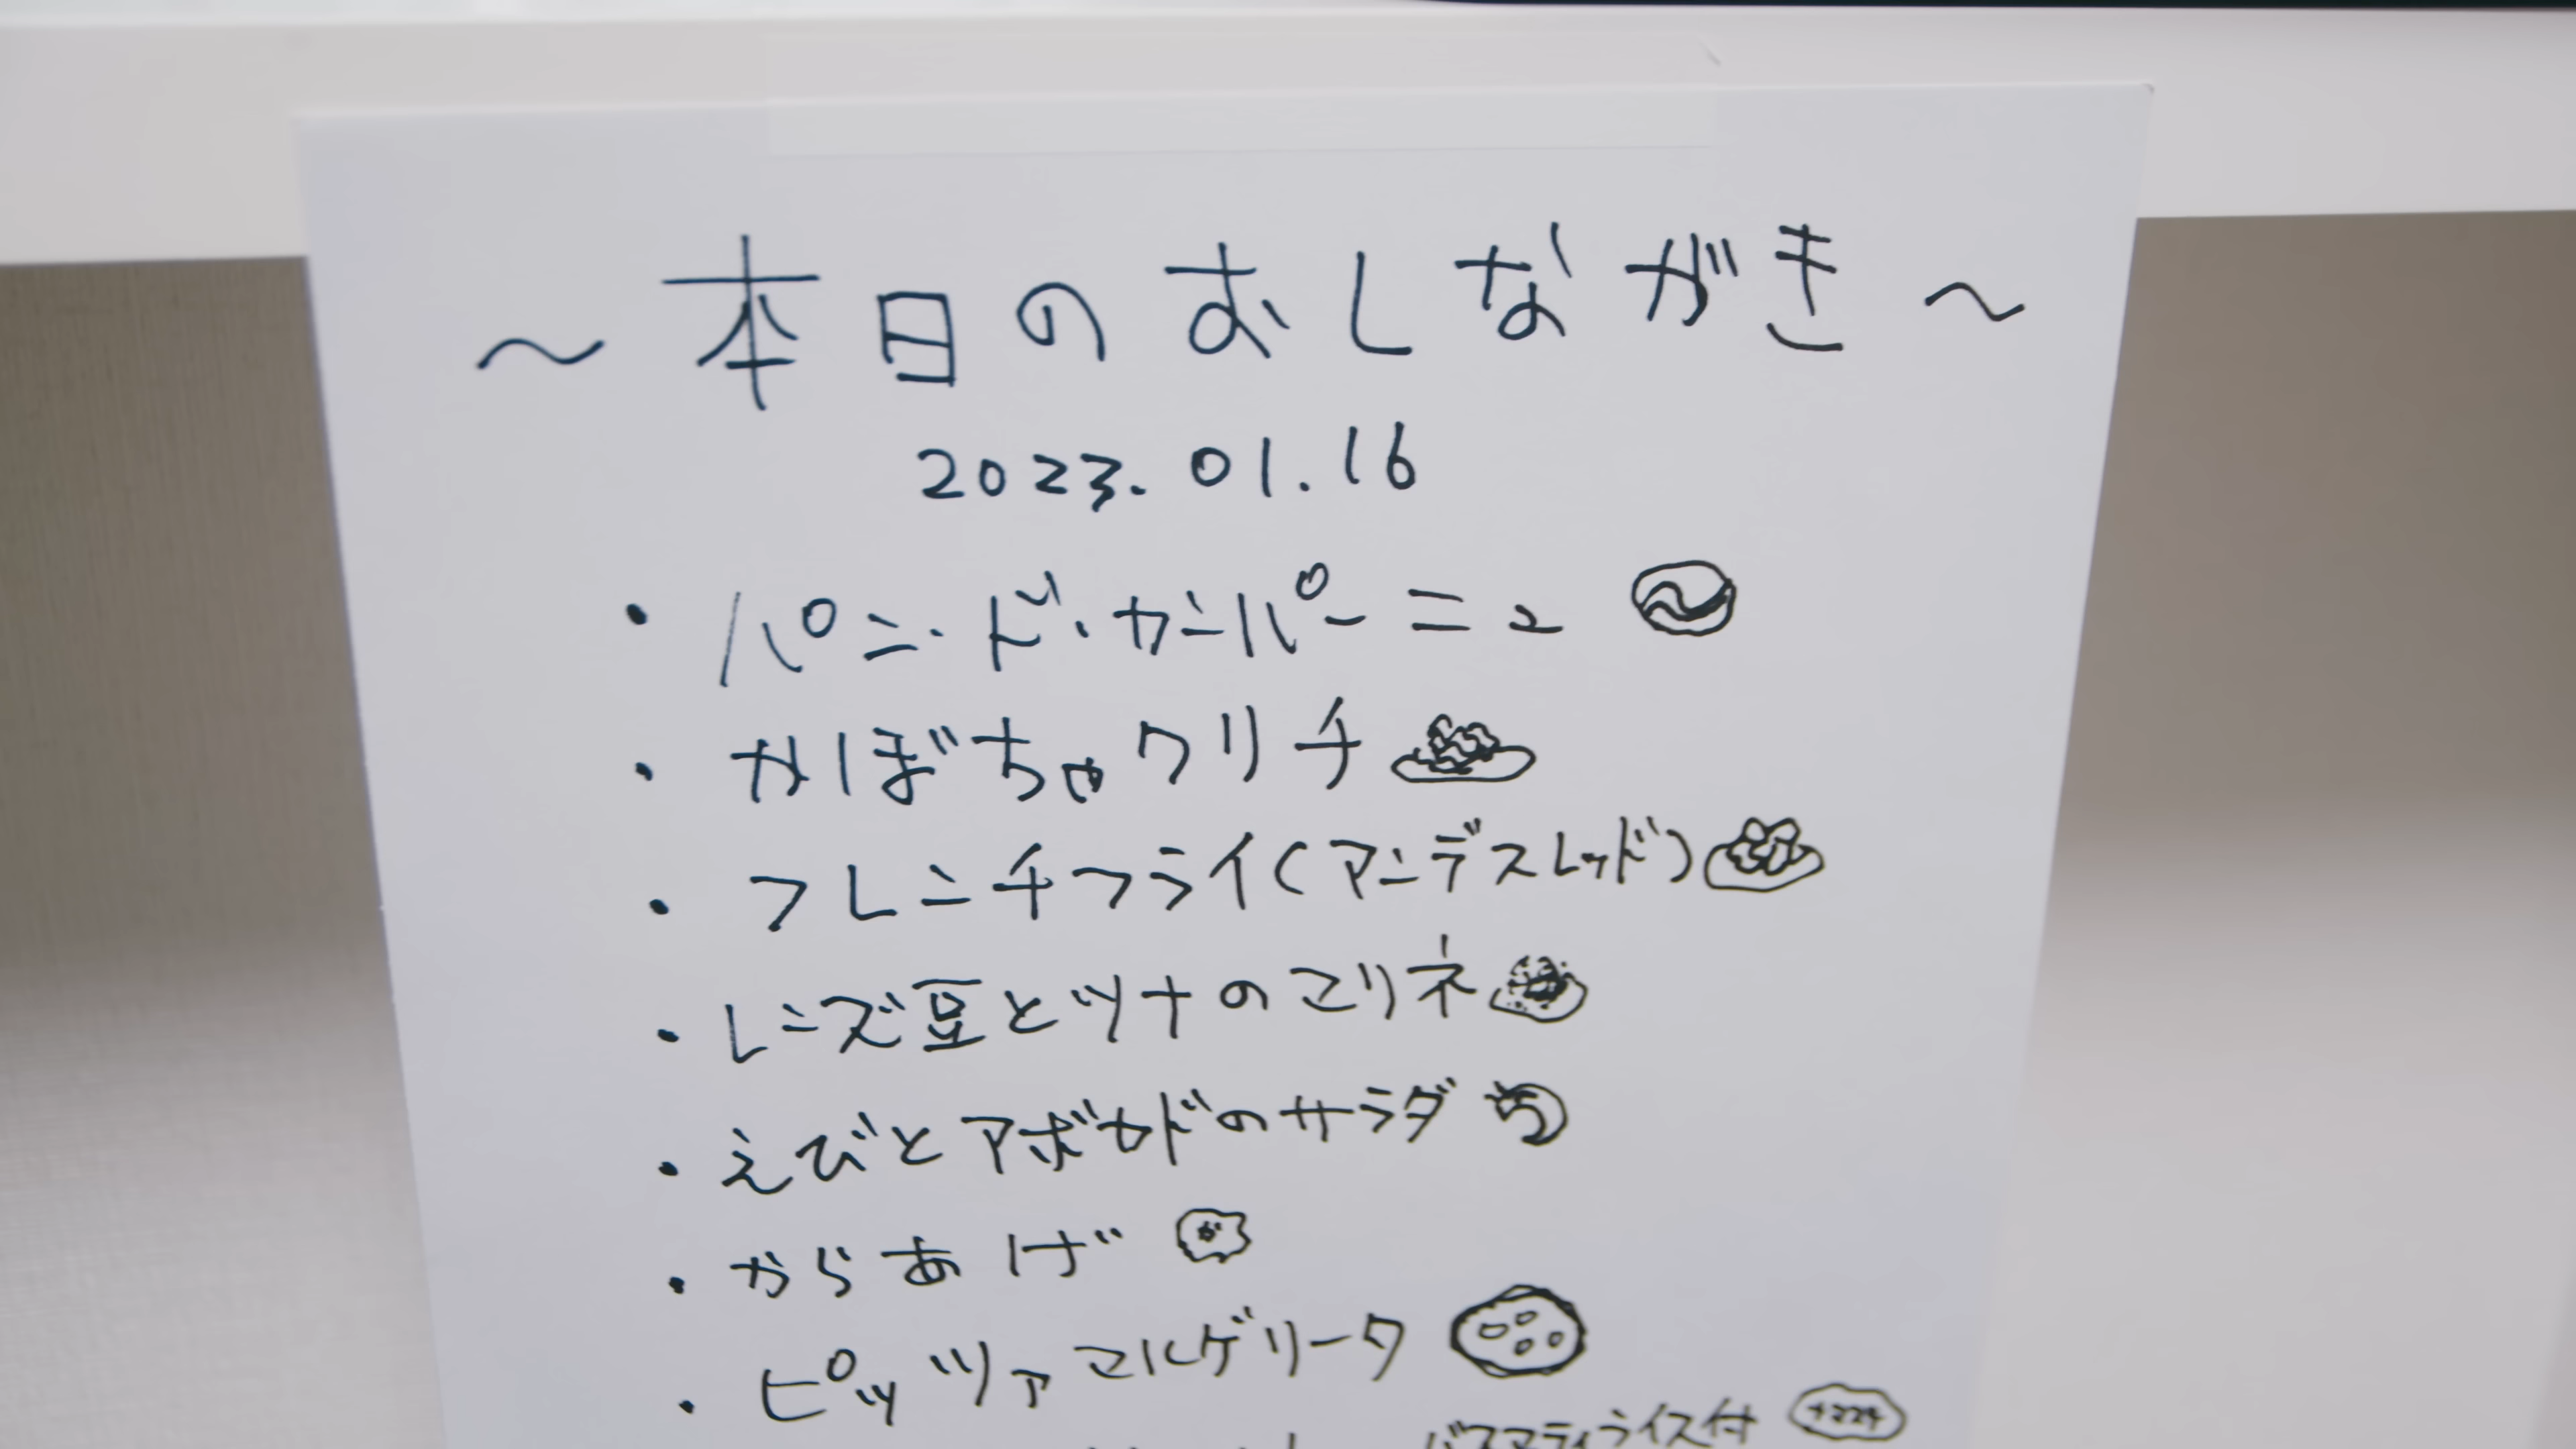 ～本日のおしながき～
2023.01.16
・パン・ド・カンパーニュ
・かぼちゃクリチ
・フレンチフライ(アンデスレッド)
・レンズ豆とツナのマリネ
・えびとアボカドのサラダ
・からあげ
・ピッツァマルゲリータ
バスマティライス付